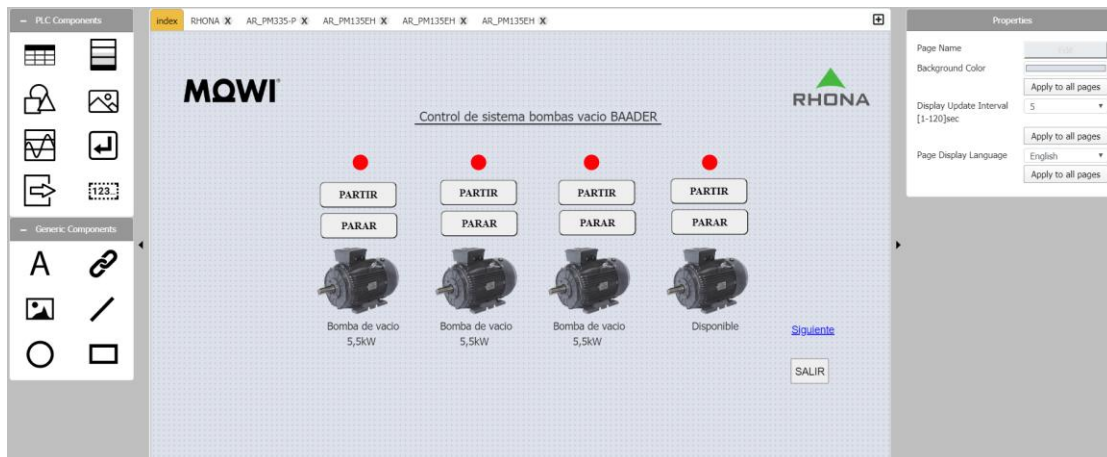 PLC Components
123..
Generic Components
A
index RHONA X AR_PM335-P X AR_PM135EH X AR_PM135EH X AR_PM135EH X
MOWI
RHONA
Control de sistema bombas vacio BAADER
PARTIR PARTIR PARTIR PARTIR
PARAR PARAR PARAR PARAR
Bomba de vacio Bomba de vacio Bomba de vacio Disponible
5,5kW 5,5kW 5,5kW
Siguiente
SALIR
Properties
Page Name
Background Color
Apply to all pages
Display Update Interval 5
[1-120]sec
Apply to all pages
Page Display Language English
Apply to all pages